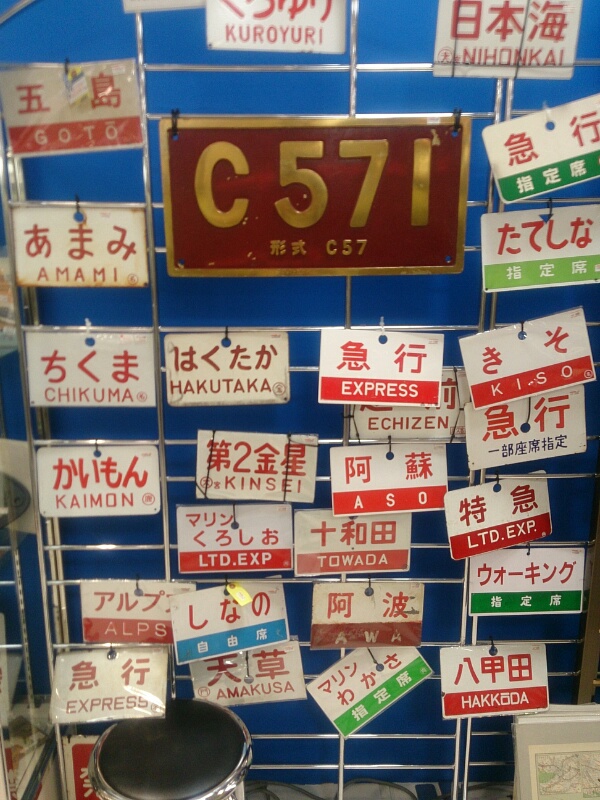 くろゆり
KUROYURI
日本海
NIHONKAI
五島
GOTŌ
C571
形式 C57
急行
指定席
あまみ
AMAMI
たてしな
指定席
ちくま
CHIKUMA
はくたか
HAKUTAKA
急行
EXPRESS
ECHIZEN
きそ
KISO
急行
一部座席指定
かいもん
KAIMON
第2金星
KINSEI
阿蘇
ASO
特急
LTD.EXP.
マリン
くろしお
LTD.EXP
十和田
TOWADA
ウォーキング
指定席
アルプ
ALPS
しなの
自由席
阿波
AWA
天草
AMAKUSA
マリン
わかさ
指定席
急行
EXPRESS
八甲田
HAKKŌDA